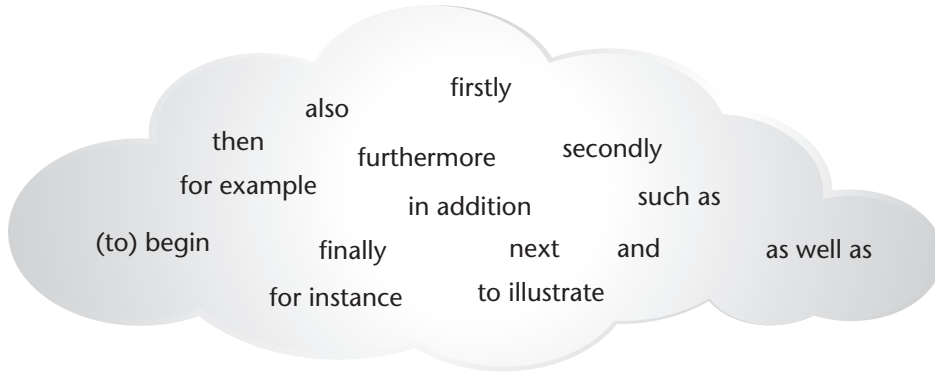 firstly
also
then
furthermore
secondly
for example
such as
in addition
(to) begin
finally
next
and
as well as
for instance
to illustrate